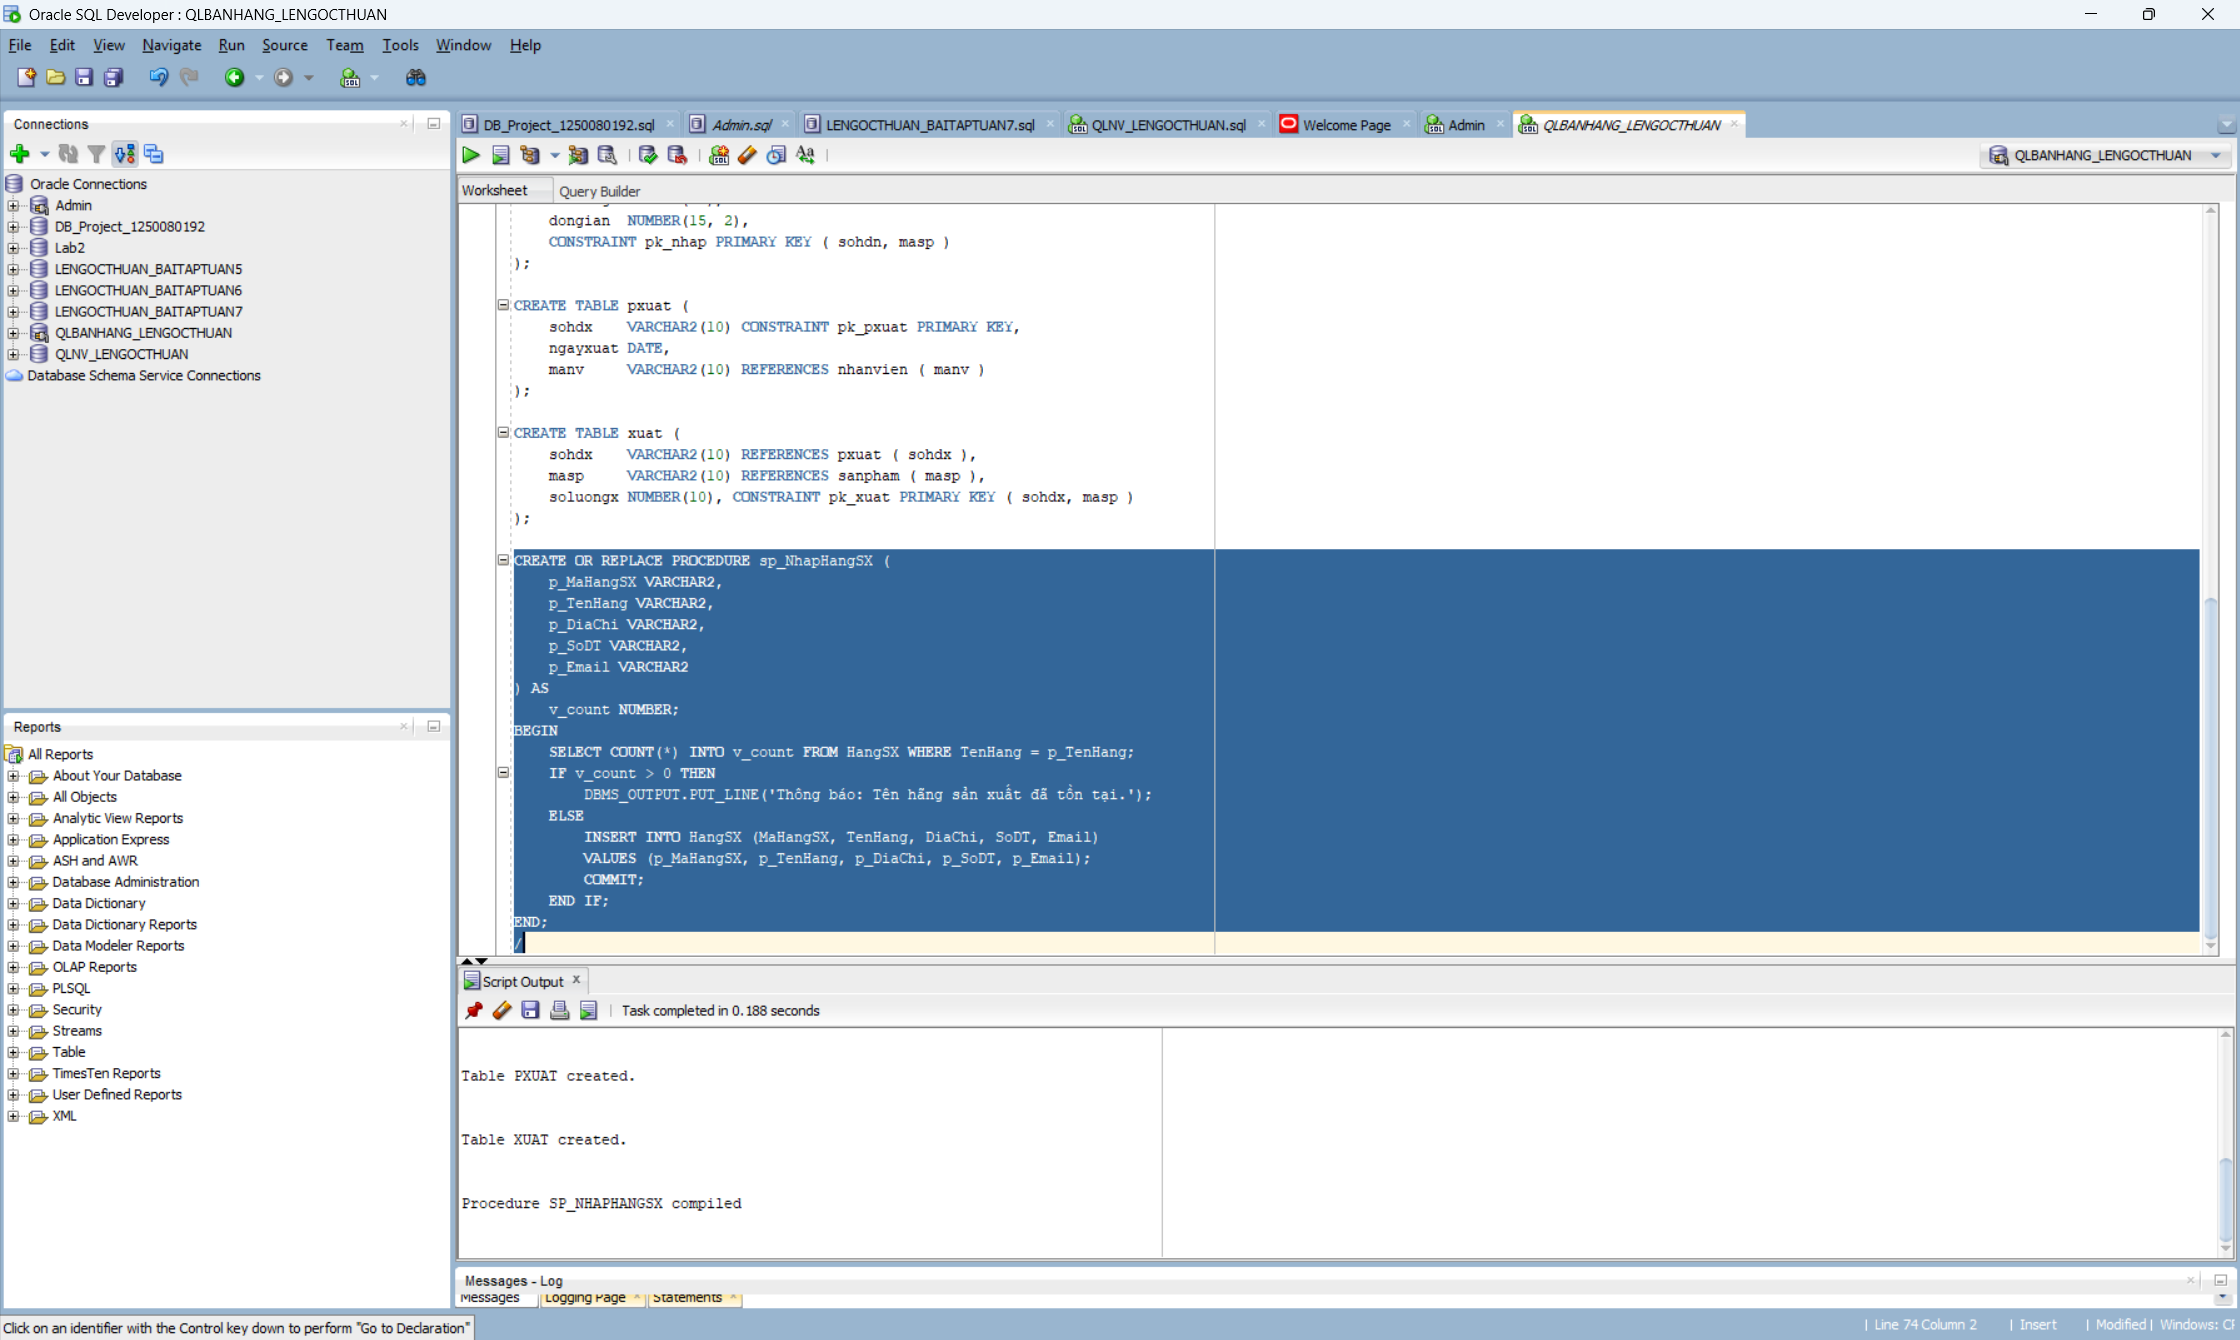 Oracle SQL Developer : QLBANHANG_LENGOCTHUAN
File Edit View Navigate Run Source Team Tools Window Help
Connections
Oracle Connections
Admin
DB_Project_1250080192
Lab2
LENGOCTHUAN_BAITAPTUAN5
LENGOCTHUAN_BAITAPTUAN6
LENGOCTHUAN_BAITAPTUAN7
QLBANHANG_LENGOCTHUAN
QLNV_LENGOCTHUAN
Database Schema Service Connections
Reports
All Reports
About Your Database
All Objects
Analytic View Reports
Application Express
ASH and AWR
Database Administration
Data Dictionary
Data Dictionary Reports
Data Modeler Reports
OLAP Reports
PLSQL
Security
Streams
Table
TimesTen Reports
User Defined Reports
XML
DB_Project_1250080192.sql Admin.sql LENGOCTHUAN_BAITAPTUAN7.sql QLNV_LENGOCTHUAN.sql Welcome Page Admin QLBANHANG_LENGOCTHUAN
QLBANHANG_LENGOCTHUAN
Worksheet Query Builder
dongian NUMBER(15, 2),
CONSTRAINT pk_nhap PRIMARY KEY ( sohdn, masp )
);
CREATE TABLE pxuat (
sohdx VARCHAR2(10) CONSTRAINT pk_pxuat PRIMARY KEY,
ngayxuat DATE,
manv VARCHAR2(10) REFERENCES nhanvien ( manv )
);
CREATE TABLE xuat (
sohdx VARCHAR2(10) REFERENCES pxuat ( sohdx ),
masp VARCHAR2(10) REFERENCES sanpham ( masp ),
soluongx NUMBER(10), CONSTRAINT pk_xuat PRIMARY KEY ( sohdx, masp )
);
CREATE OR REPLACE PROCEDURE sp_NhapHangSX (
p_MaHangSX VARCHAR2,
p_TenHang VARCHAR2,
p_DiaChi VARCHAR2,
p_SoDT VARCHAR2,
p_Email VARCHAR2
) AS
v_count NUMBER;
BEGIN
SELECT COUNT(*) INTO v_count FROM HangSX WHERE TenHang = p_TenHang;
IF v_count > 0 THEN
DBMS_OUTPUT.PUT_LINE('Thông báo: Tên hãng sản xuất đã tồn tại.');
ELSE
INSERT INTO HangSX (MaHangSX, TenHang, DiaChi, SoDT, Email)
VALUES (p_MaHangSX, p_TenHang, p_DiaChi, p_SoDT, p_Email);
COMMIT;
END IF;
END;
/
Script Output
Task completed in 0.188 seconds
Table PXUAT created.
Table XUAT created.
Procedure SP_NHAPHANGSX compiled
Messages - Log
Messages Logging Page Statements
Click on an identifier with the Control key down to perform "Go to Declaration"
Line 74 Column 2 Insert Modified Windows: